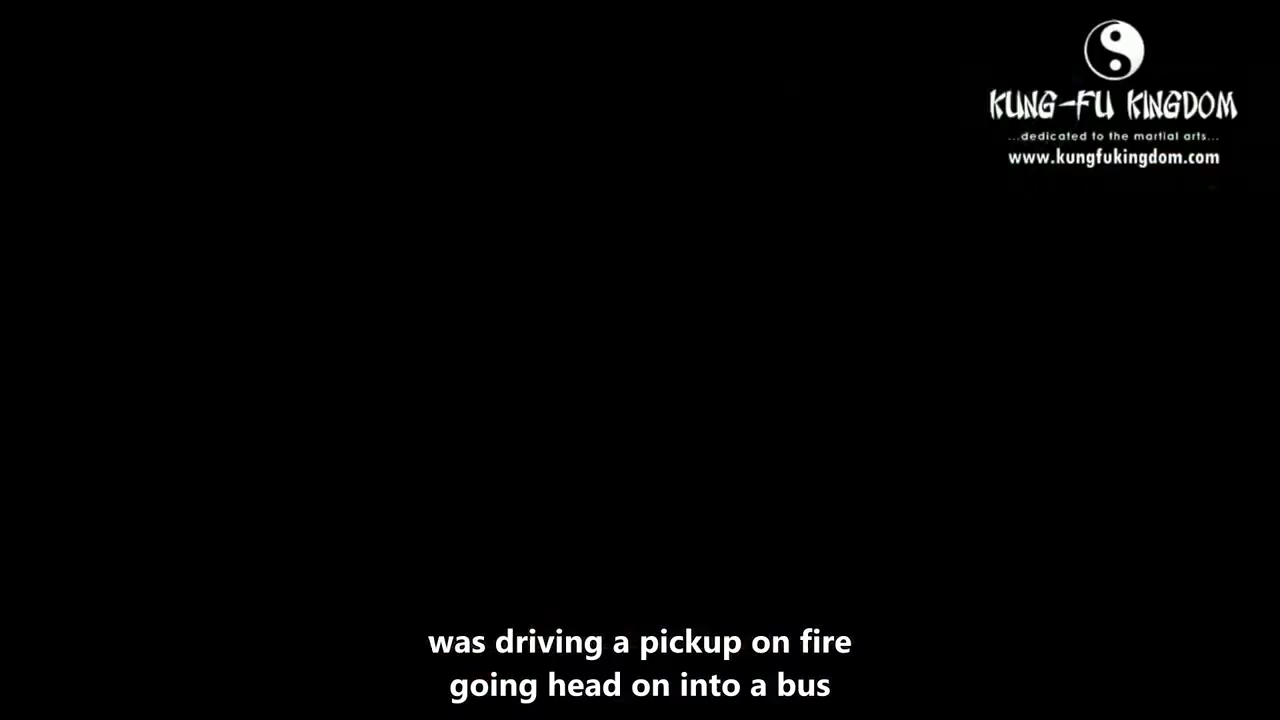 KUNG-FU KINGDOM
...dedicated to the martial arts...
www.kungfukingdom.com
was driving a pickup on fire
going head on into a bus